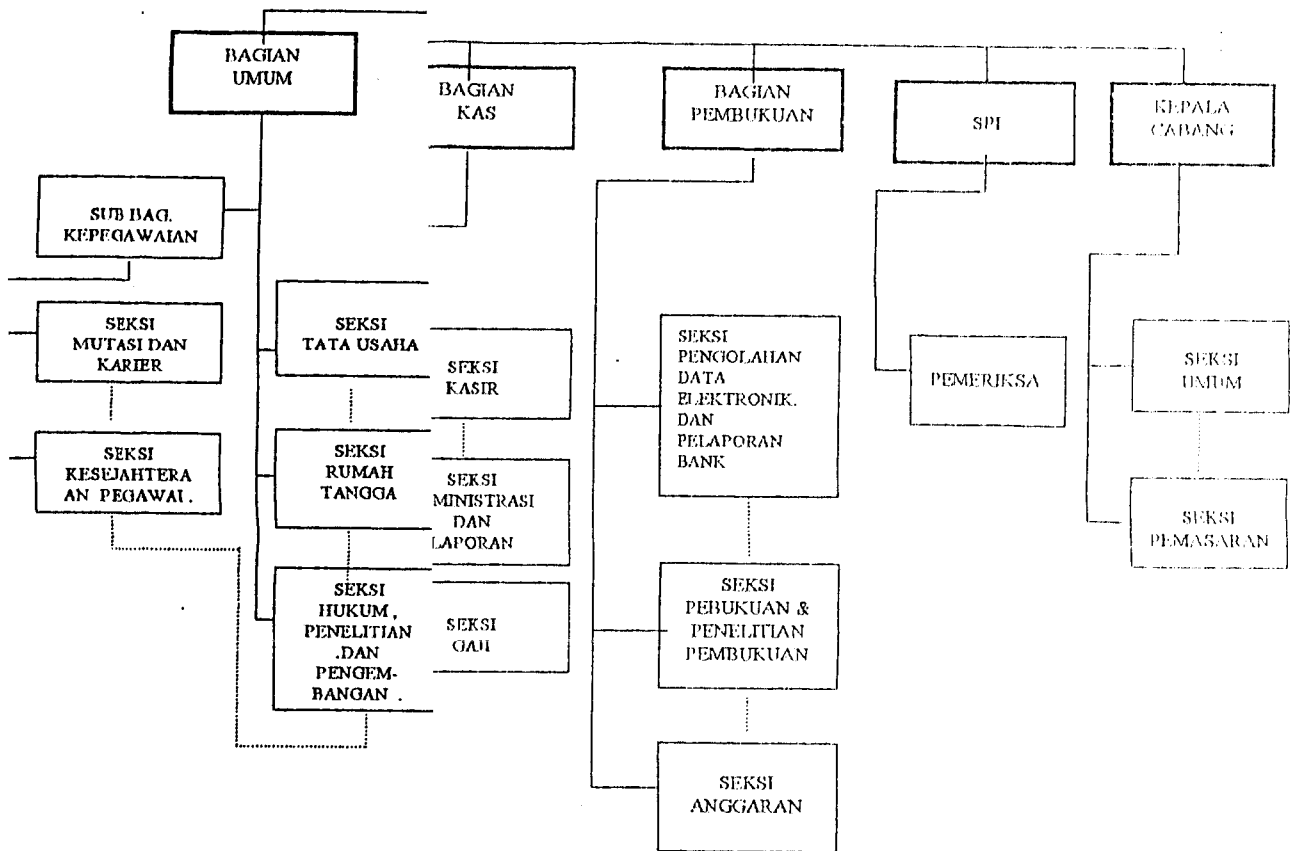 BAGIAN
UMUM
BAGIAN
KAS
BAGIAN
PEMBUKUAN
SPI
KEPALA
CABANG
SUB BAG.
KEPEGAWAIAN
SEKSI
MUTASI DAN
KARIER
SEKSI
KESEJAHTERA
AN PEGAWAI .
SEKSI
TATA USAHA
SEKSI
RUMAH
TANGGA
SEKSI
HUKUM ,
PENELITIAN
.DAN
PENGEM-
BANGAN .
SEKSI
KASIR
SEKSI
MINISTRASI
DAN
LAPORAN
SEKSI
GAJI
SEKSI
PENGOLAHAN
DATA
ELEKTRONIK.
DAN
PELAPORAN
BANK
SEKSI
PEBUKUAN &
PENELITIAN
PEMBUKUAN
SEKSI
ANGGARAN
PEMERIKSA
SEKSI
UMUM
SEKSI
PEMASARAN